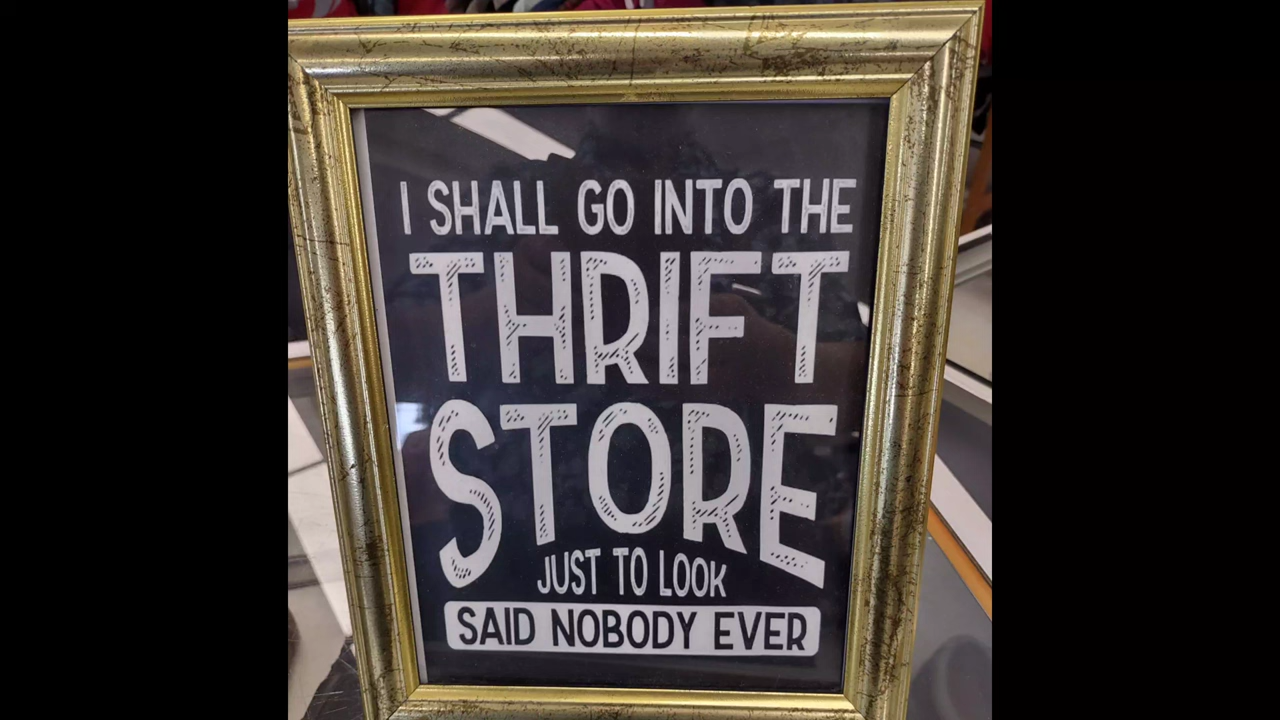 I SHALL GO INTO THE
THRIFT
STORE
JUST TO LOOK
SAID NOBODY EVER